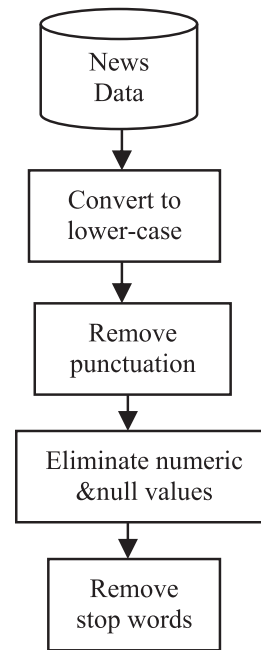 News
Data
Convert to
lower-case
Remove
punctuation
Eliminate numeric
&null values
Remove
stop words